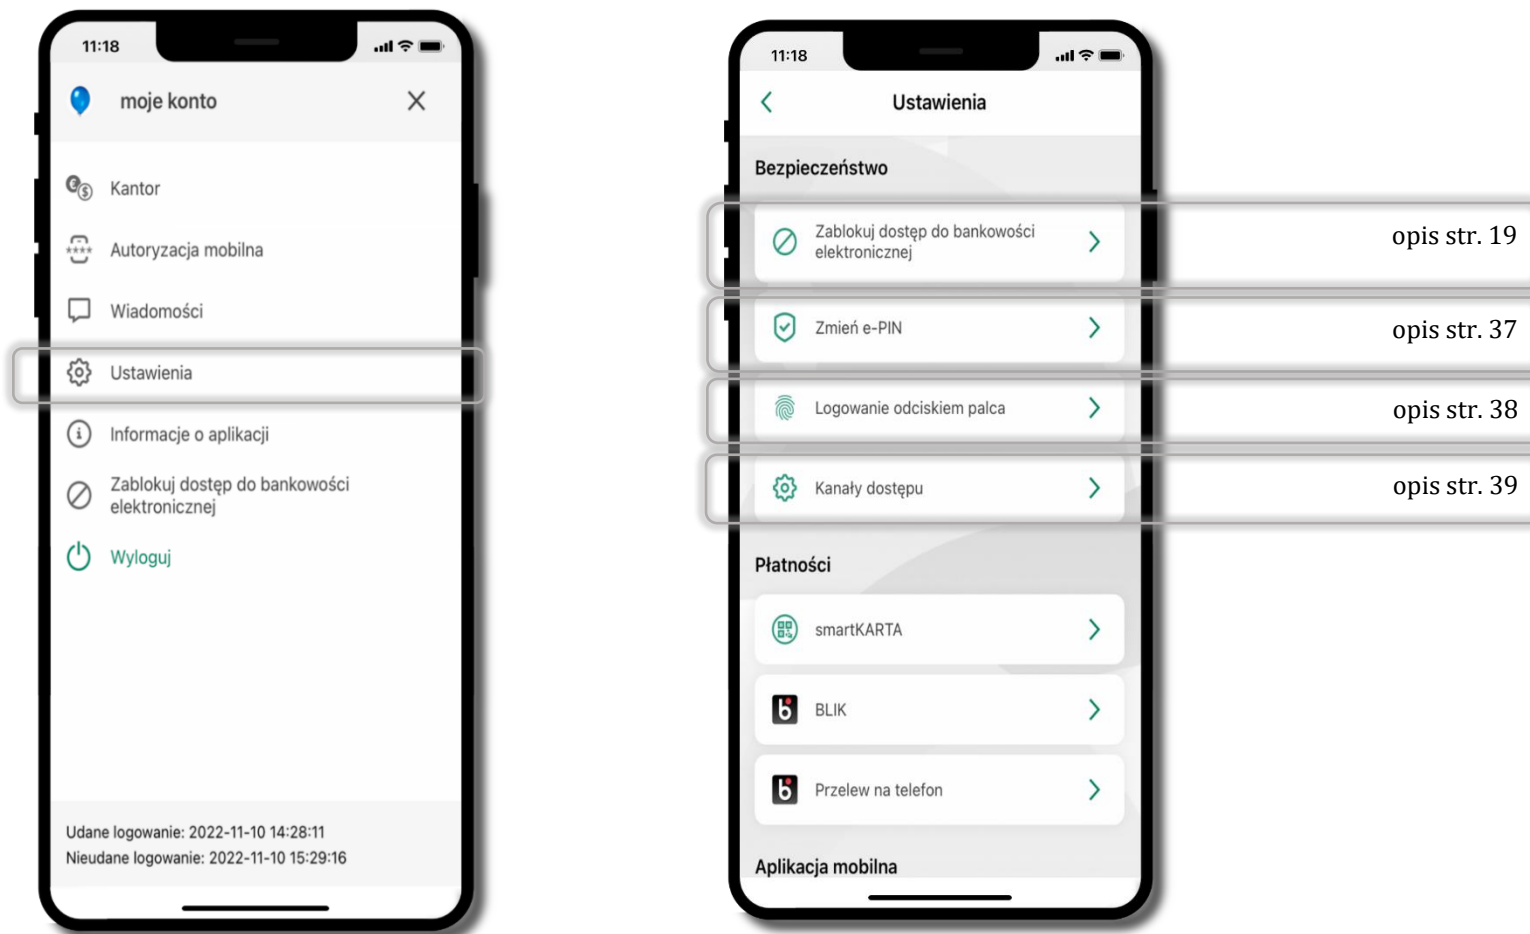 11:18
moje konto
Kantor
Autoryzacja mobilna
Wiadomości
Ustawienia
Informacje o aplikacji
Zablokuj dostęp do bankowości
elektronicznej
Wyloguj
Udane logowanie: 2022-11-10 14:28:11
Nieudane logowanie: 2022-11-10 15:29:16
11:18
Ustawienia
Bezpieczeństwo
Zablokuj dostęp do bankowości
elektronicznej
opis str. 19
Zmień e-PIN
opis str. 37
Logowanie odciskiem palca
opis str. 38
Kanały dostępu
opis str. 39
Płatności
smartKARTA
BLIK
Przelew na telefon
Aplikacja mobilna